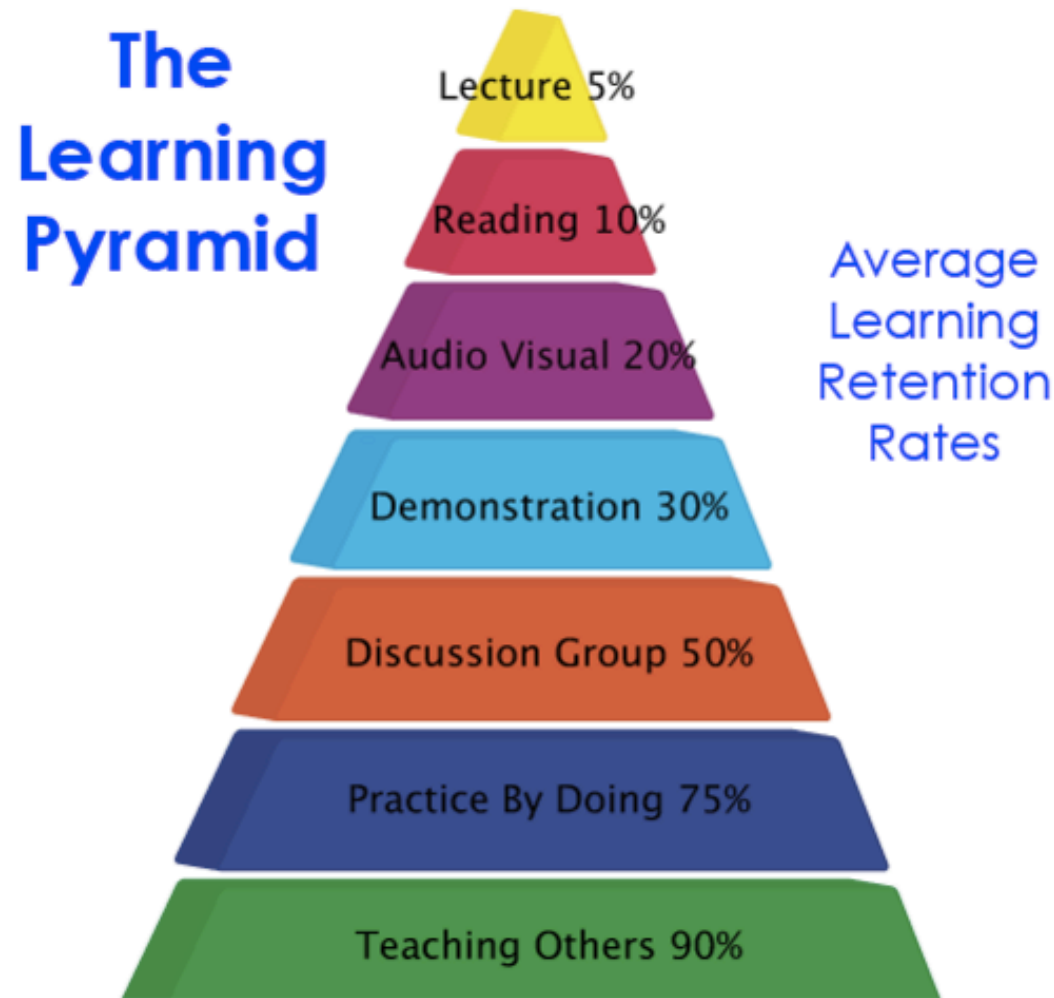 The
Learning
Pyramid
Lecture 5%
Reading 10%
Audio Visual 20%
Demonstration 30%
Discussion Group 50%
Practice By Doing 75%
Teaching Others 90%
Average
Learning
Retention
Rates